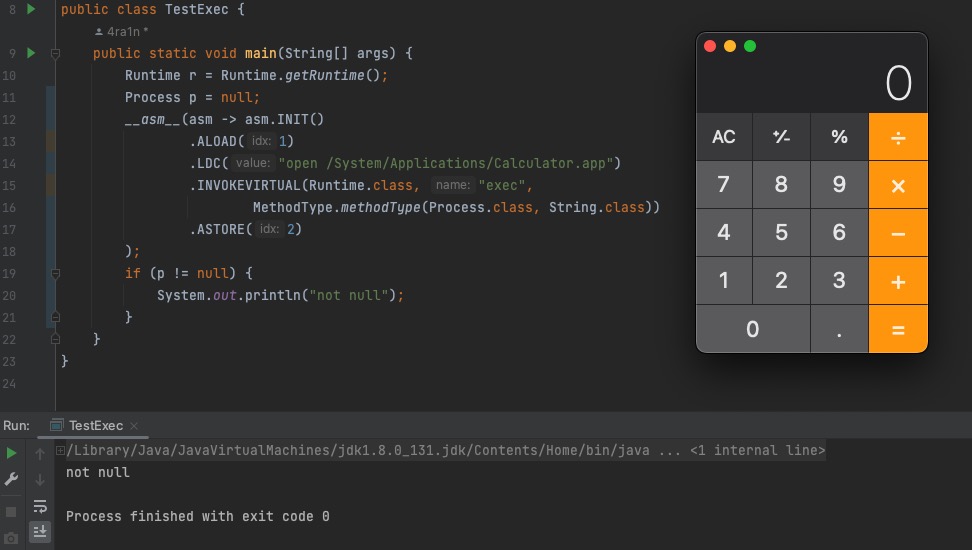 8 public class TestExec {
4ra1n *
9 public static void main(String[] args) {
10 Runtime r = Runtime.getRuntime();
11 Process p = null;
12 __asm__(asm -> asm.INIT()
13 .ALOAD( idx: 1)
14 .LDC( value: "open /System/Applications/Calculator.app")
15 .INVOKEVIRTUAL(Runtime.class, name: "exec",
16 MethodType.methodType(Process.class, String.class))
17 .ASTORE( idx: 2)
18 );
19 if (p != null) {
20 System.out.println("not null");
21 }
22 }
23 }
24
0
AC +⁄- % ÷
7 8 9 ×
4 5 6 −
1 2 3 +
0 . =
Run: TestExec
/Library/Java/JavaVirtualMachines/jdk1.8.0_131.jdk/Contents/Home/bin/java ... <1 internal line>
not null
Process finished with exit code 0